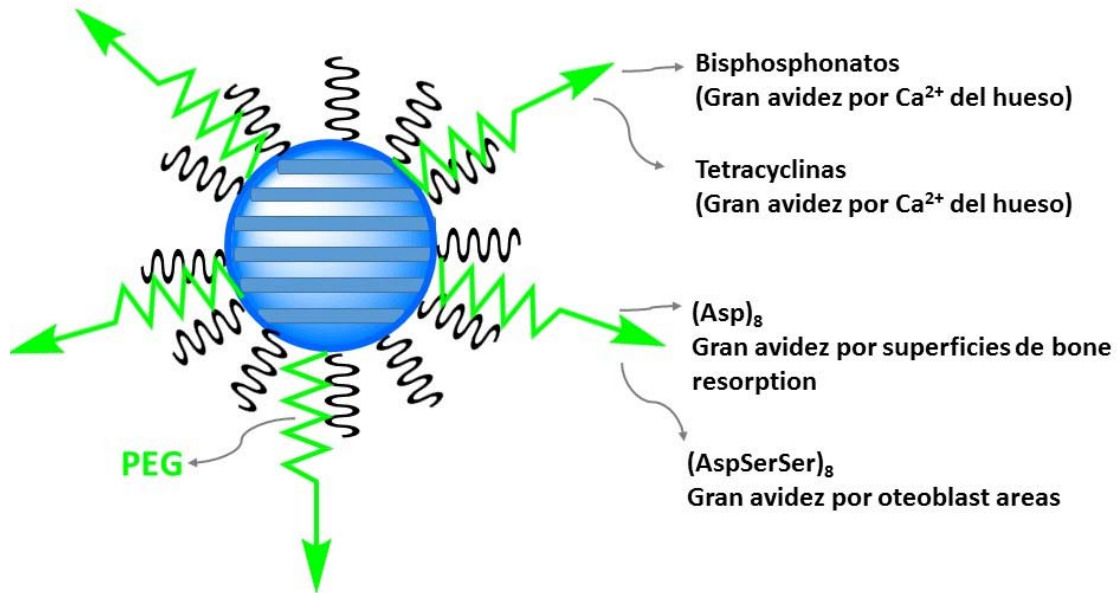 Bisphosphonatos
(Gran avidez por Ca²⁺ del hueso)
Tetracyclinas
(Gran avidez por Ca²⁺ del hueso)
(Asp)₈
Gran avidez por superficies de bone
resorption
PEG
(AspSerSer)₈
Gran avidez por oteoblast areas